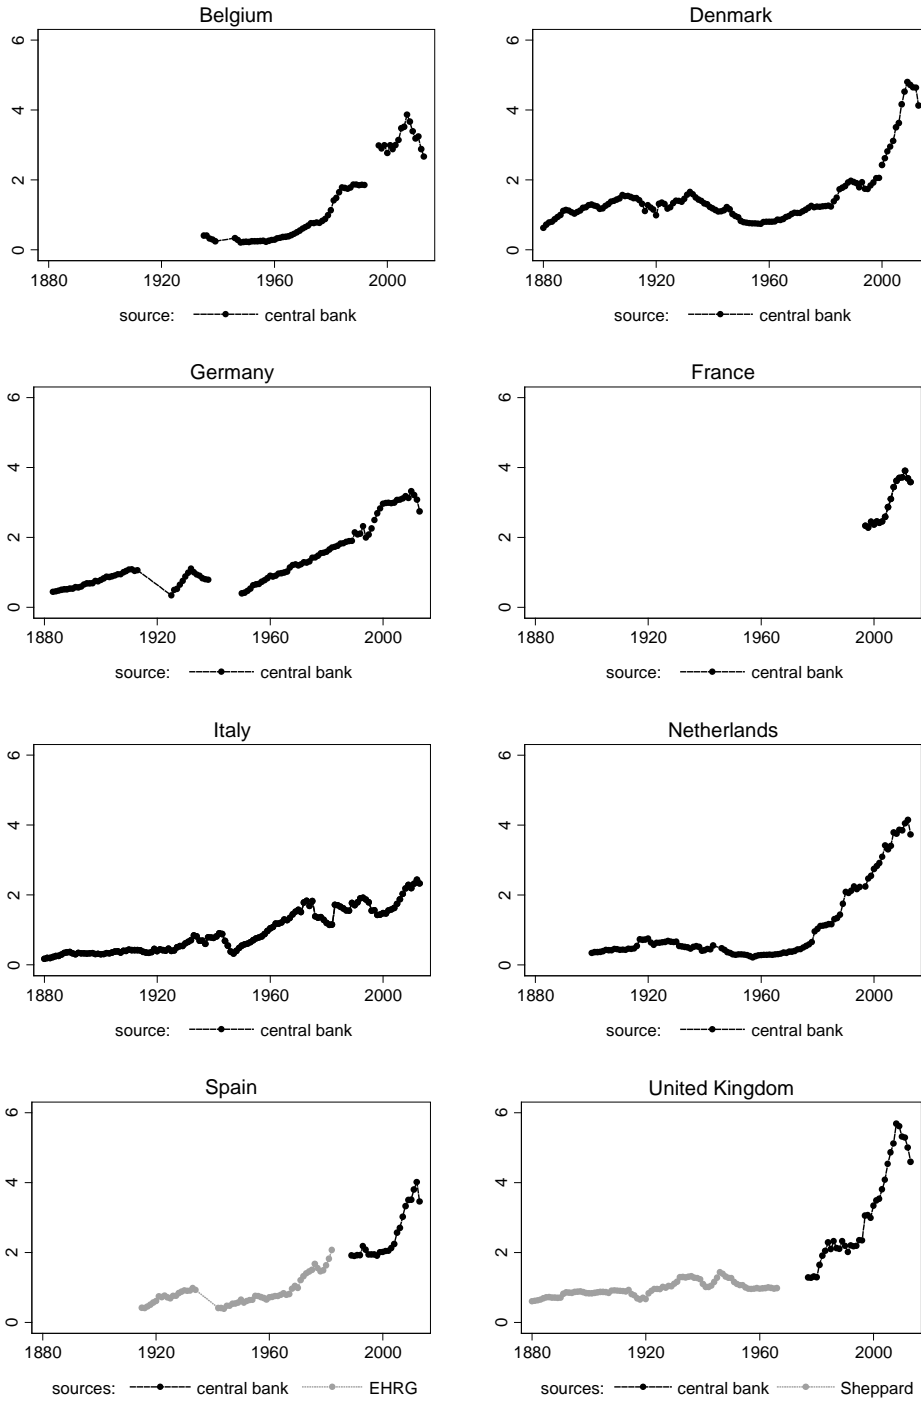 Belgium
6
4
2
0
1880 1920 1960 2000
source: central bank
Denmark
6
4
2
0
1880 1920 1960 2000
source: central bank
Germany
6
4
2
0
1880 1920 1960 2000
source: central bank
France
6
4
2
0
1880 1920 1960 2000
source: central bank
Italy
6
4
2
0
1880 1920 1960 2000
source: central bank
Netherlands
6
4
2
0
1880 1920 1960 2000
source: central bank
Spain
6
4
2
0
1880 1920 1960 2000
sources: central bank EHRG
United Kingdom
6
4
2
0
1880 1920 1960 2000
sources: central bank Sheppard